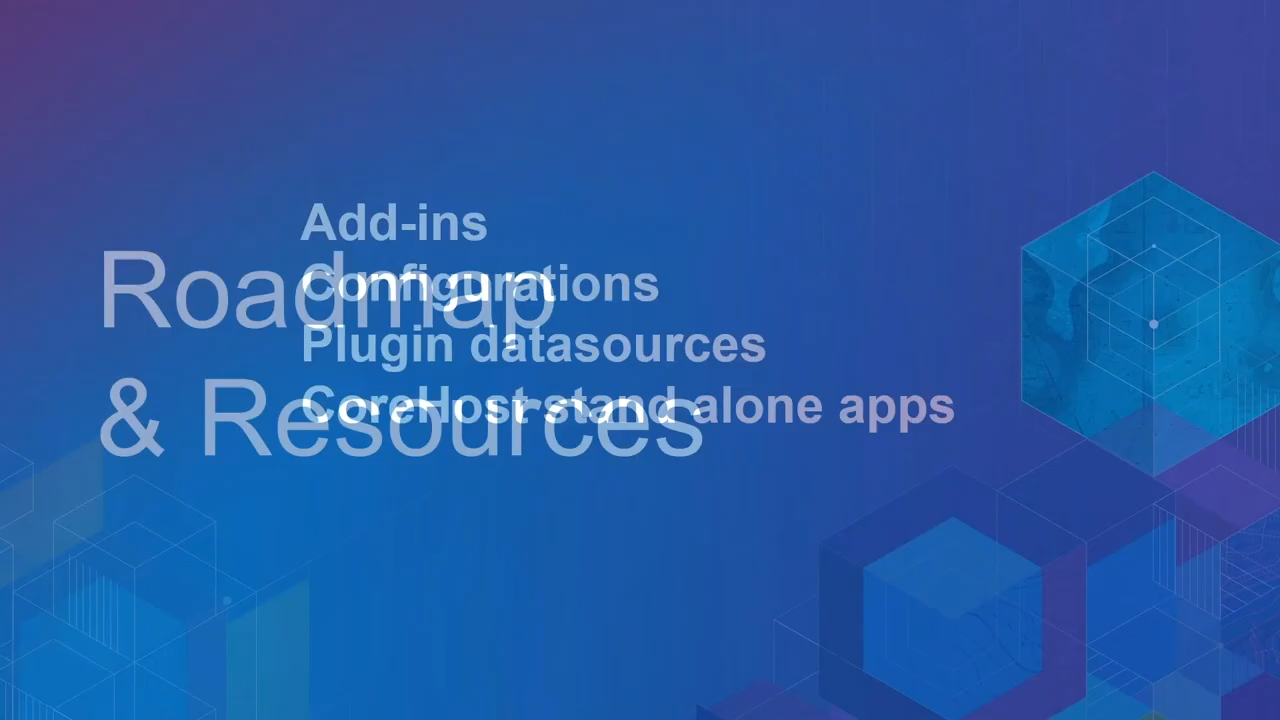 Add-ins
Configurations
Plugin datasources
CoreHost stand alone apps
Roadmap
& Resources